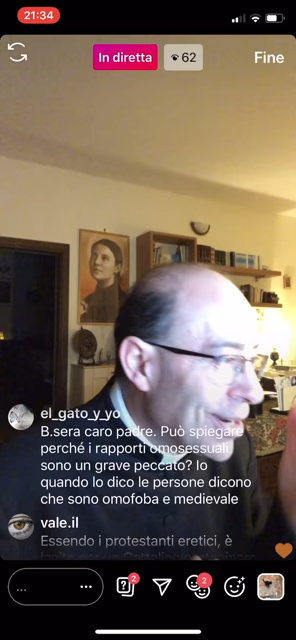 21:34
In diretta
62
Fine
el_gato_y_yo
B.sera caro padre. Può spiegare
perché i rapporti omosessuali
sono un grave peccato? Io
quando lo dico le persone dicono
che sono omofoba e medievale
vale.il
Essendo i protestanti eretici, è
...
2
2